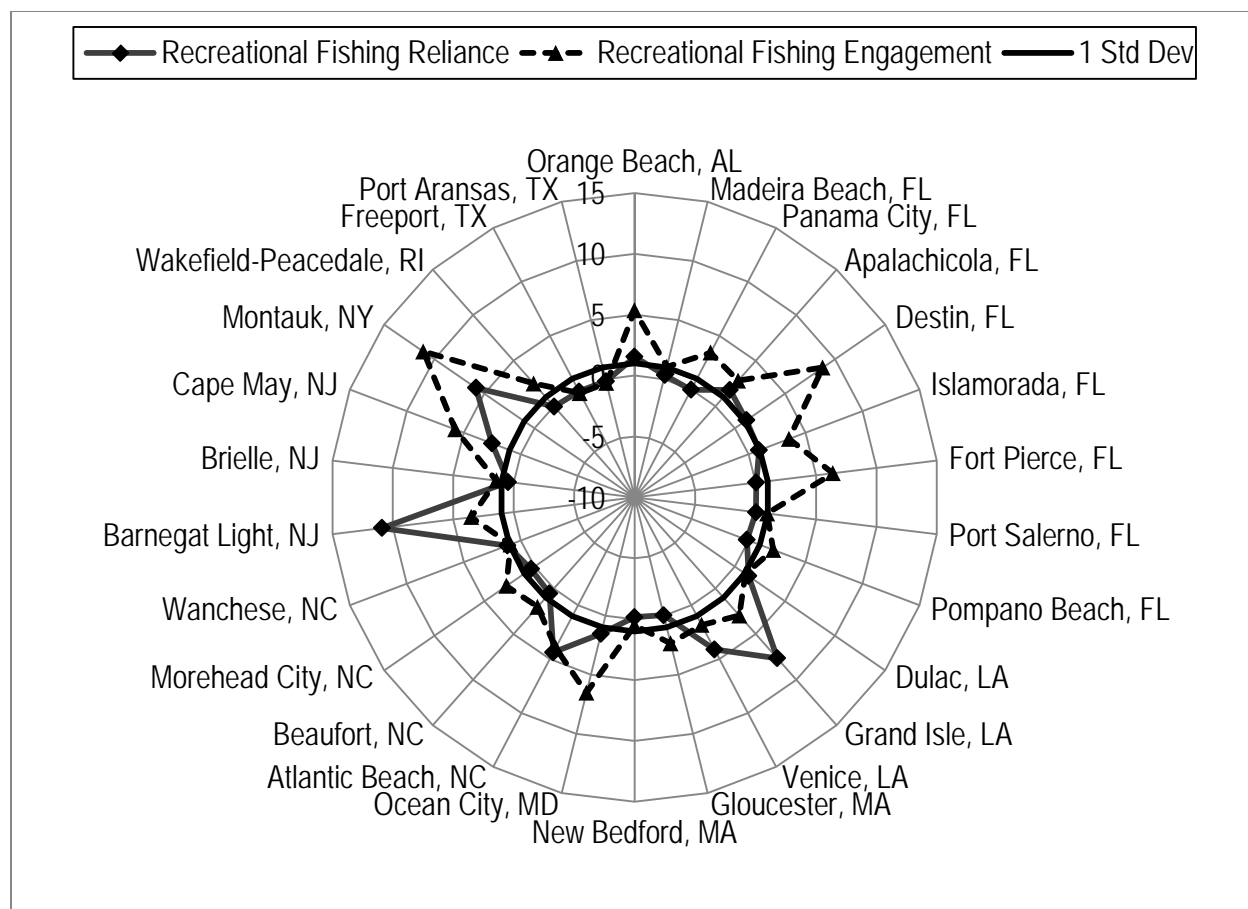 Recreational Fishing Reliance Recreational Fishing Engagement 1 Std Dev
Orange Beach, AL
Madeira Beach, FL
Panama City, FL
Apalachicola, FL
Destin, FL
Islamorada, FL
Fort Pierce, FL
Port Salerno, FL
Pompano Beach, FL
Dulac, LA
Grand Isle, LA
Venice, LA
Gloucester, MA
New Bedford, MA
Ocean City, MD
Atlantic Beach, NC
Beaufort, NC
Morehead City, NC
Wanchese, NC
Barnegat Light, NJ
Brielle, NJ
Cape May, NJ
Montauk, NY
Wakefield-Peacedale, RI
Freeport, TX
Port Aransas, TX
15
10
5
0
-5
-10